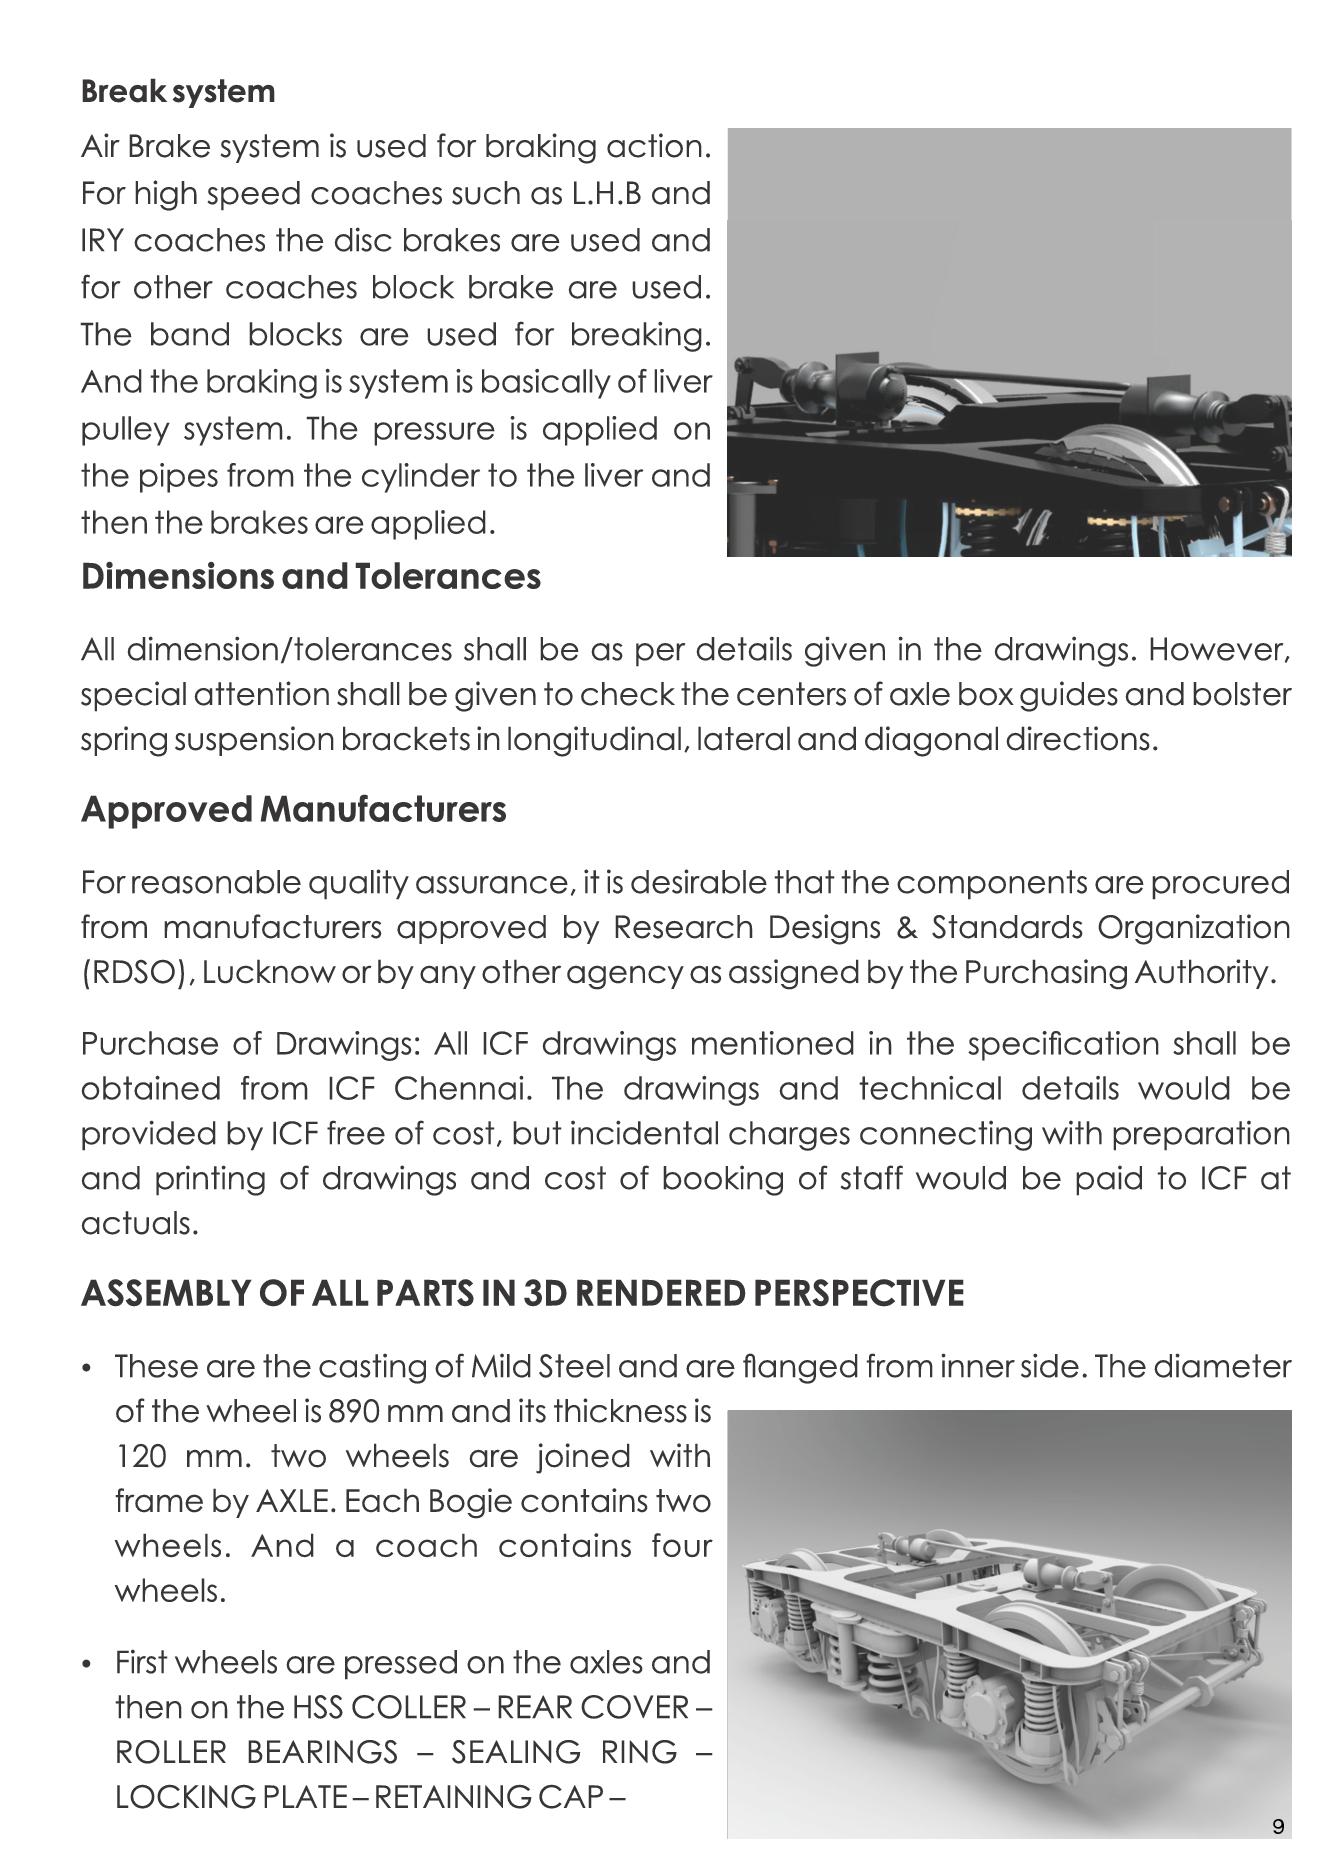 Break system
Air Brake system is used for braking action.
For high speed coaches such as L.H.B and
IRY coaches the disc brakes are used and
for other coaches block brake are used.
The band blocks are used for breaking.
And the braking is system is basically of liver
pulley system. The pressure is applied on
the pipes from the cylinder to the liver and
then the brakes are applied.
Dimensions and Tolerances
All dimension/tolerances shall be as per details given in the drawings. However,
special attention shall be given to check the centers of axle box guides and bolster
spring suspension brackets in longitudinal, lateral and diagonal directions.
Approved Manufacturers
For reasonable quality assurance, it is desirable that the components are procured
from manufacturers approved by Research Designs & Standards Organization
(RDSO), Lucknow or by any other agency as assigned by the Purchasing Authority.
Purchase of Drawings: All ICF drawings mentioned in the specification shall be
obtained from ICF Chennai. The drawings and technical details would be
provided by ICF free of cost, but incidental charges connecting with preparation
and printing of drawings and cost of booking of staff would be paid to ICF at
actuals.
ASSEMBLY OF ALL PARTS IN 3D RENDERED PERSPECTIVE
• These are the casting of Mild Steel and are flanged from inner side. The diameter
of the wheel is 890 mm and its thickness is
120 mm. two wheels are joined with
frame by AXLE. Each Bogie contains two
wheels. And a coach contains four
wheels.
• First wheels are pressed on the axles and
then on the HSS COLLER – REAR COVER –
ROLLER BEARINGS – SEALING RING –
LOCKING PLATE – RETAINING CAP –
9